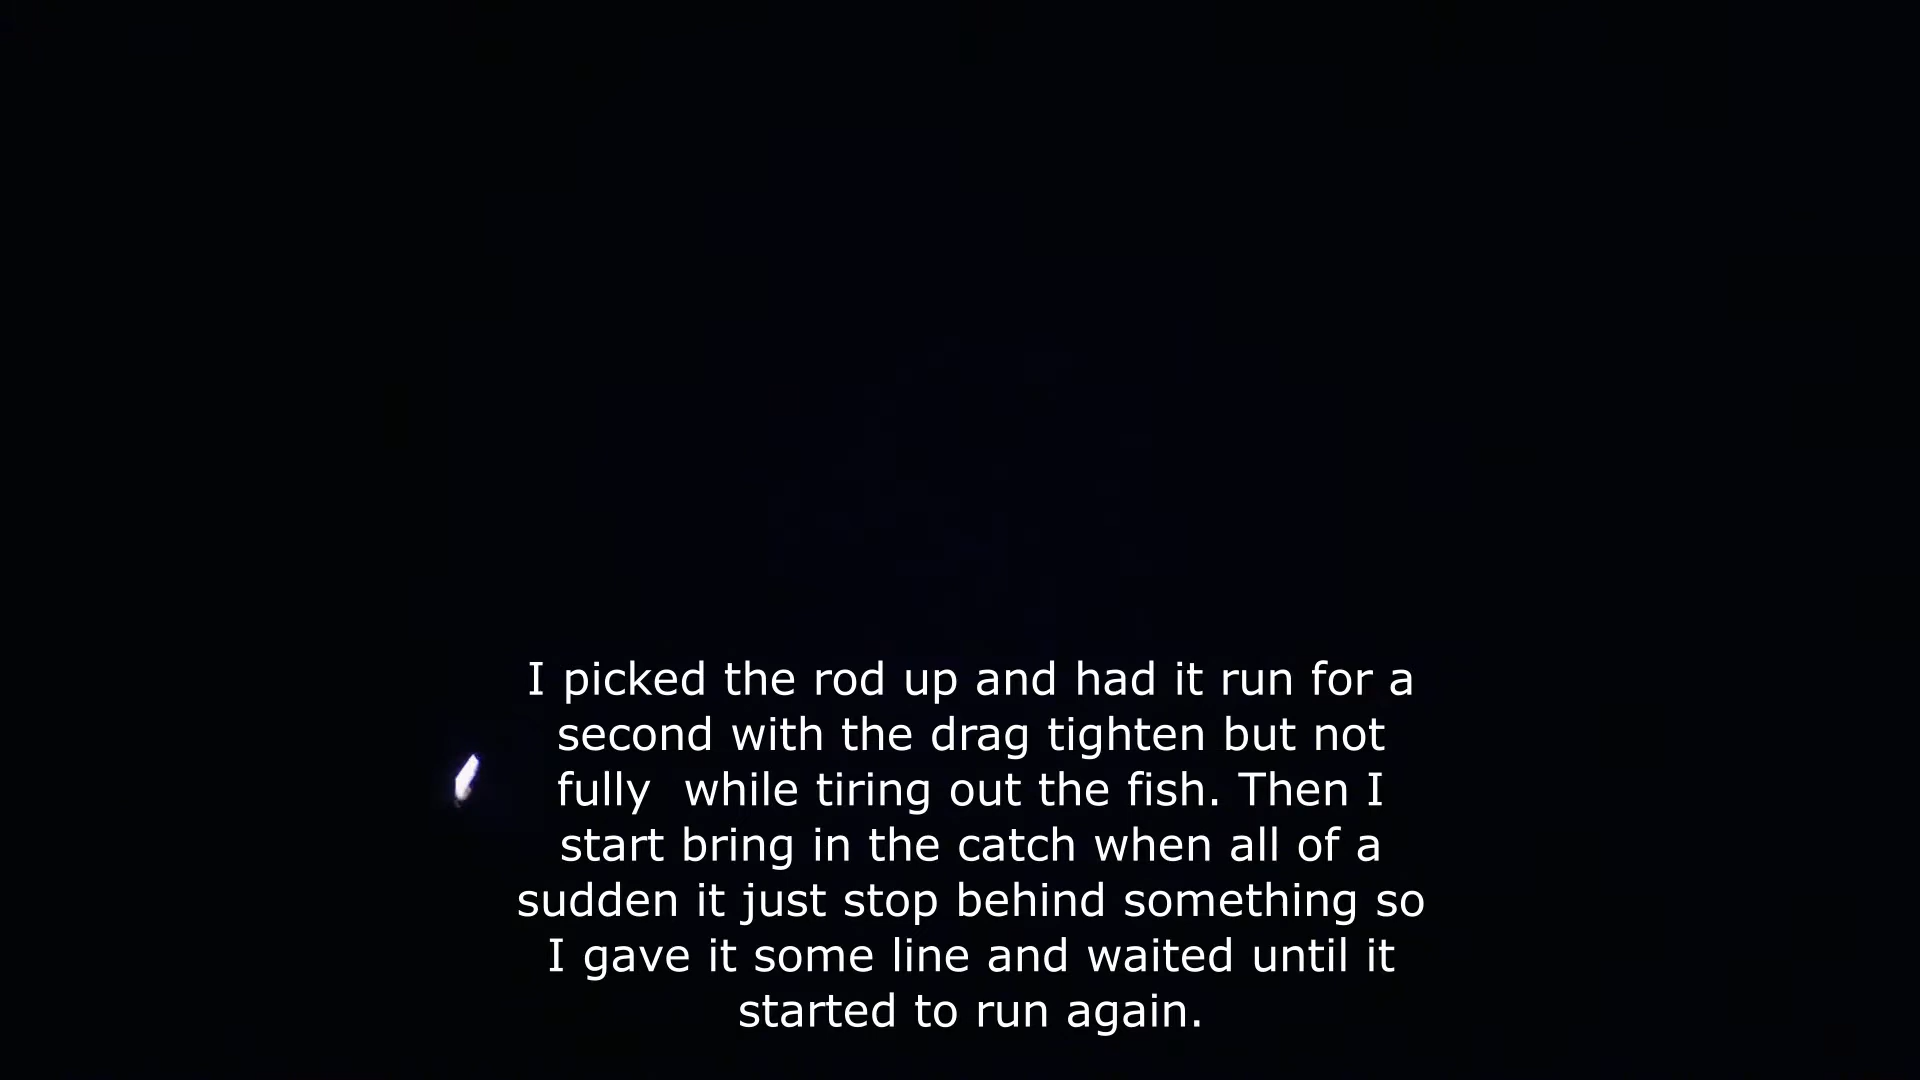 I picked the rod up and had it run for a
second with the drag tighten but not
fully  while tiring out the fish. Then I
start bring in the catch when all of a
sudden it just stop behind something so
I gave it some line and waited until it
started to run again.